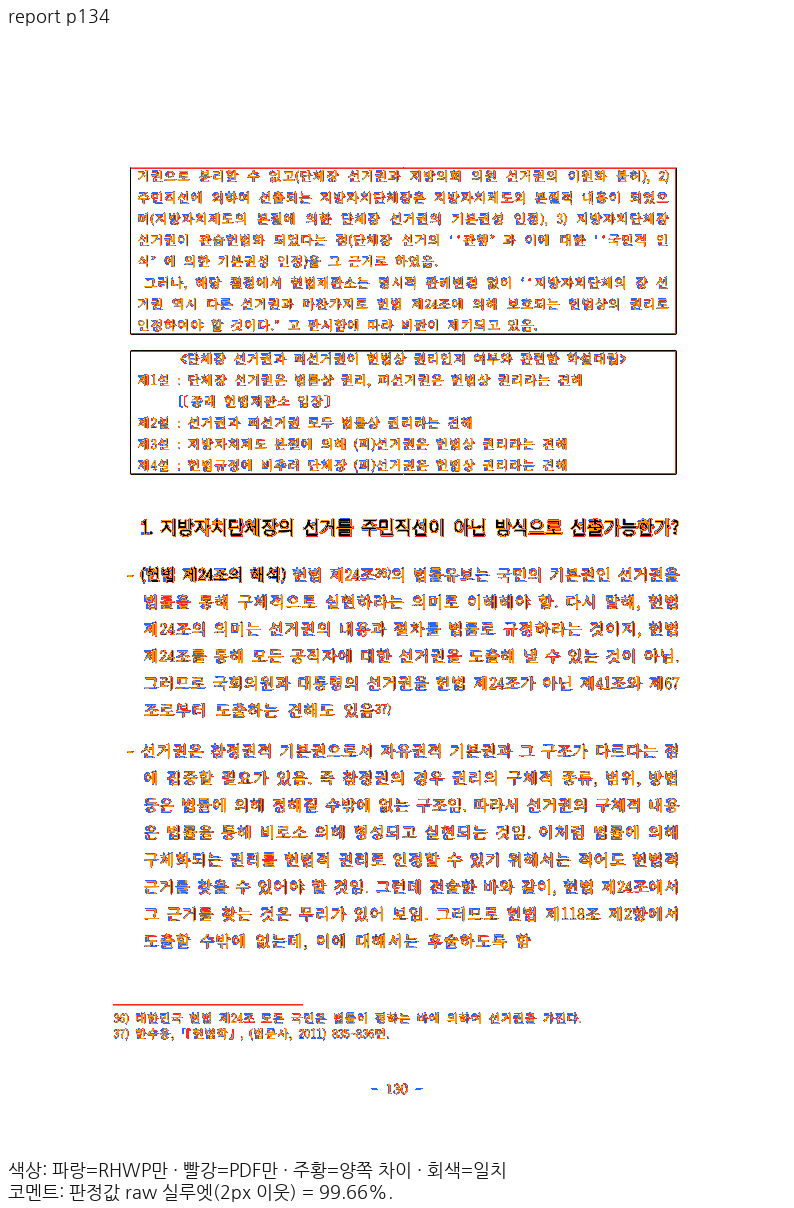 report p134
거권으로 분리할 수 없고(단체장 선거권과 지방의회 의원 선거권의 이원화 불허), 2)
주민직선에 의하여 선출되는 지방자치단체장은 지방자치제도의 본질적 내용이 되었으
며(지방자치제도의 본질에 의한 단체장 선거권의 기본권성 인정), 3) 지방자치단체장
선거권이 관습헌법화 되었다는 점(단체장 선거의 ‘‘관행” 과 이에 대한 ‘‘국민적 인
식” 에 의한 기본권성 인정)을 그 근거로 하였음.
그러나, 해당 결정에서 헌법재판소는 명시적 판례변경 없이 ‘‘지방자치단체의 장 선
거권 역시 다른 선거권과 마찬가지로 헌법 제24조에 의해 보호되는 헌법상의 권리로
인정하여야 할 것이다.” 고 판시함에 따라 비판이 제기되고 있음.
<단체장 선거권과 피선거권이 헌법상 권리인지 여부와 관련한 학설대립>
제1설 : 단체장 선거권은 법률상 권리, 피선거권은 헌법상 권리라는 견해
〔(종래 헌법재판소 입장)〕
제2설 : 선거권과 피선거권 모두 법률상 권리라는 견해
제3설 : 지방자치제도 본질에 의해 (피)선거권은 헌법상 권리라는 견해
제4설 : 헌법규정에 비추려 단체장 (피)선거권은 헌법상 권리라는 견해
1. 지방자치단체장의 선거를 주민직선이 아닌 방식으로 선출가능한가?
- (헌법 제24조의 해석) 헌법 제24조36)의 법률유보는 국민의 기본권인 선거권을
법률을 통해 구체적으로 실현하라는 의미로 이해해야 함. 다시 말해, 헌법
제24조의 의미는 선거권의 내용과 절차를 법률로 규정하라는 것이지, 헌법
제24조를 통해 모든 공직자에 대한 선거권을 도출해 낼 수 있는 것이 아님.
그러므로 국회의원과 대통령의 선거권을 헌법 제24조가 아닌 제41조와 제67
조로부터 도출하는 견해도 있음37)
- 선거권은 참정권적 기본권으로서 자유권적 기본권과 그 구조가 다르다는 점
에 집중할 필요가 있음. 즉 참정권의 경우 권리의 구체적 종류, 범위, 방법
등은 법률에 의해 정해질 수밖에 없는 구조임. 따라서 선거권의 구체적 내용
은 법률을 통해 비로소 의해 형성되고 실현되는 것임. 이처럼 법률에 의해
구체화되는 권리를 헌법적 권리로 인정할 수 있기 위해서는 적어도 헌법적
근거를 찾을 수 있어야 할 것임. 그런데 전술한 바와 같이, 헌법 제24조에서
그 근거를 찾는 것은 무리가 있어 보임. 그러므로 헌법 제118조 제2항에서
도출할 수밖에 없는데, 이에 대해서는 후술하도록 함
36) 대한민국 헌법 제24조 모든 국민은 법률이 정하는 바에 의하여 선거권을 가진다.
37) 한수웅, 『헌법학』, (법문사, 2011) 835-836면.
- 130 -
색상: 파랑=RHWP만 · 빨강=PDF만 · 주황=양쪽 차이 · 회색=일치
코멘트: 판정값 raw 실루엣(2px 이웃) = 99.66%.